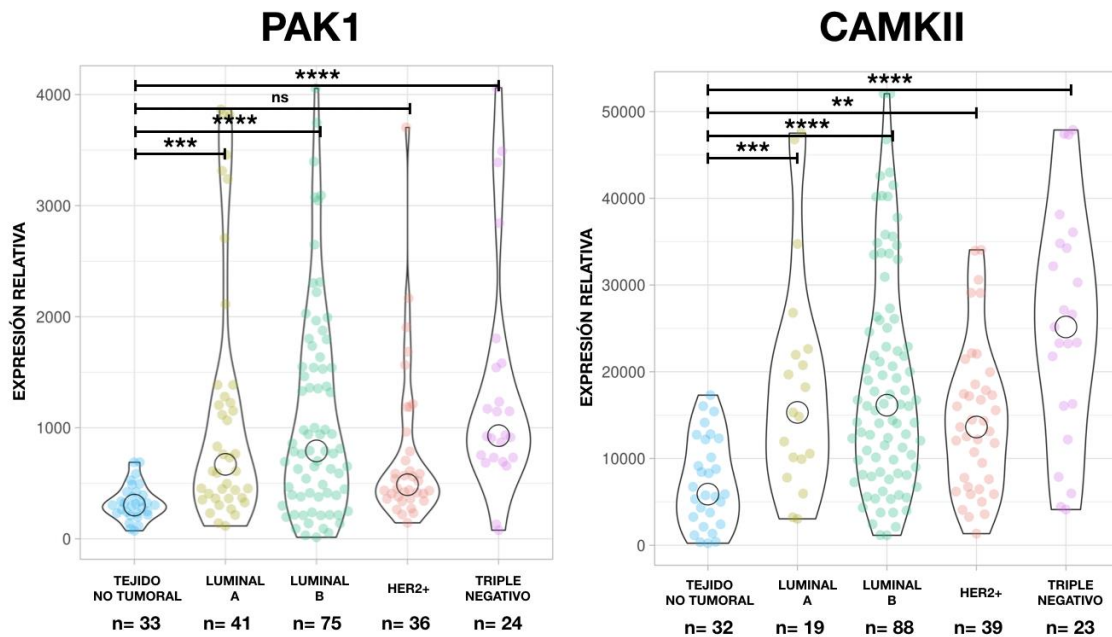 PAK1
****
ns
****
***
4000
3000
2000
1000
0
EXPRESIÓN RELATIVA
TEJIDO
NO TUMORAL
LUMINAL
A
LUMINAL
B
HER2+
TRIPLE
NEGATIVO
n= 33
n= 41
n= 75
n= 36
n= 24
CAMKII
****
**
****
***
50000
40000
30000
20000
10000
0
EXPRESIÓN RELATIVA
TEJIDO
NO TUMORAL
LUMINAL
A
LUMINAL
B
HER2+
TRIPLE
NEGATIVO
n= 32
n= 19
n= 88
n= 39
n= 23